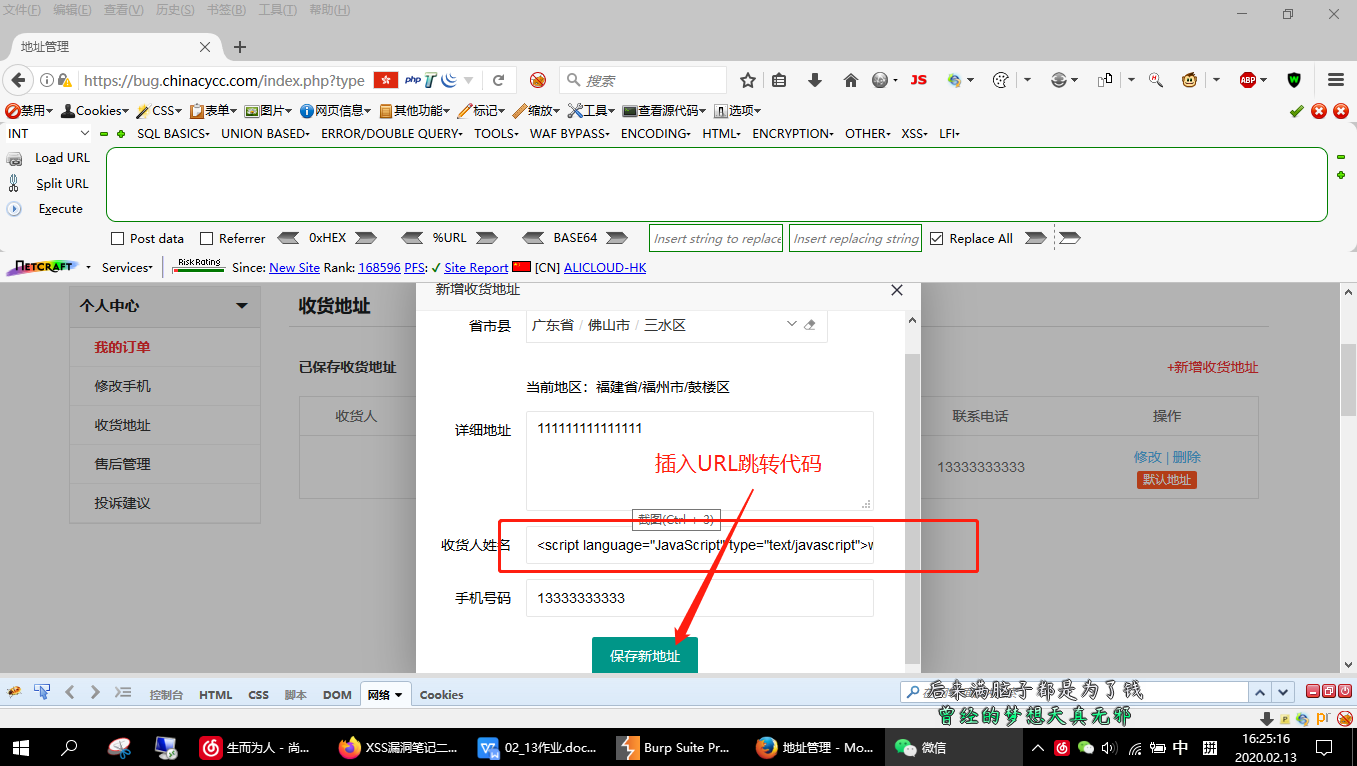 文件(F) 编辑(E) 查看(V) 历史(S) 书签(B) 工具(T) 帮助(H)
地址管理
https://bug.chinacycc.com/index.php?type
php
搜索
JS
ABP
禁用 Cookies CSS 表单 图片 网页信息 其他功能 标记 缩放 工具 查看源代码 选项
INT SQL BASICS UNION BASED ERROR/DOUBLE QUERY TOOLS WAF BYPASS ENCODING HTML ENCRYPTION OTHER XSS LFI
Load URL
Split URL
Execute
Post data Referrer 0xHEX %URL BASE64 Insert string to replace Insert replacing string Replace All
NETCRAFT Services Risk Rating Since: New Site Rank: 168596 PFS: ✓ Site Report [CN] ALICLOUD-HK
个人中心
我的订单
修改手机
收货地址
售后管理
投诉建议
收货地址
已保存收货地址
+新增收货地址
收货人
联系电话
操作
13333333333
修改 | 删除
默认地址
新增收货地址
省市县 广东省 / 佛山市 / 三水区
当前地区：福建省/福州市/鼓楼区
详细地址 111111111111111
插入URL跳转代码
截图(Ctrl + 3)
收货人姓名 <script language="JavaScript" type="text/javascript">w
手机号码 13333333333
保存新地址
控制台 HTML CSS 脚本 DOM 网络 Cookies
后来满脑子都是为了钱
曾经的梦想天真无邪
生而为人 - 尚...
XSS漏洞笔记二...
02_13作业.doc...
Burp Suite Pr...
地址管理 - Mo...
微信
中
拼
16:25:16
2020.02.13